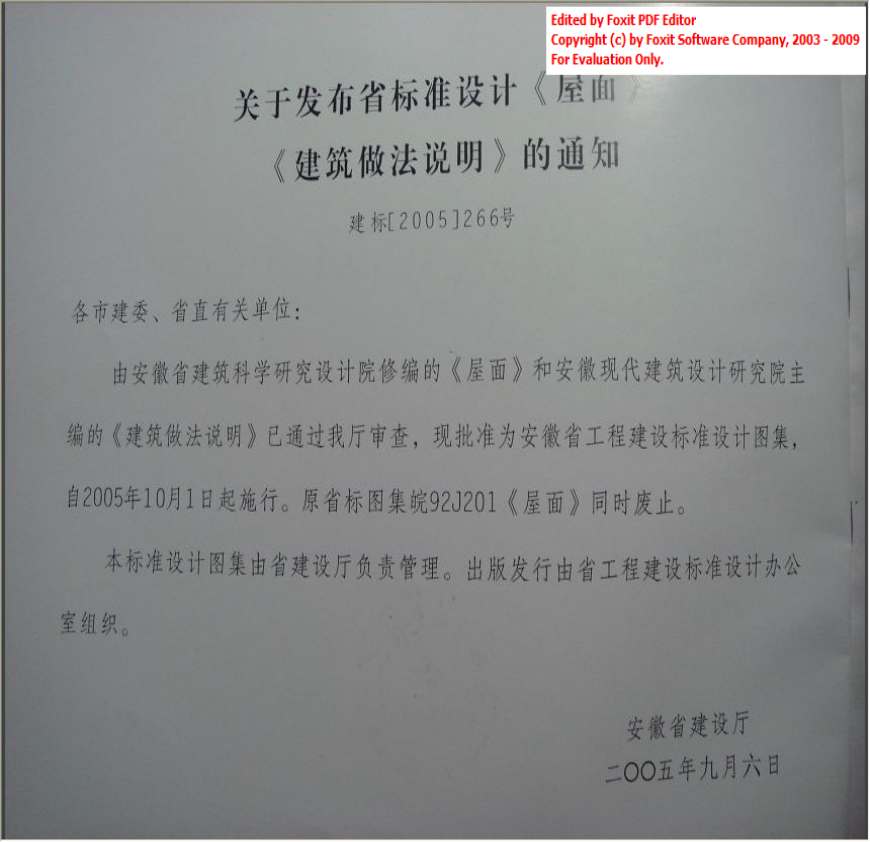 Edited by Foxit PDF Editor
Copyright (c) by Foxit Software Company, 2003 - 2009
For Evaluation Only.
关于发布省标准设计《屋面》
《建筑做法说明》的通知
建标[2005]266号
各市建委、省直有关单位：
由安徽省建筑科学研究设计院修编的《屋面》和安徽现代建筑设计研究院主
编的《建筑做法说明》已通过我厅审查，现批准为安徽省工程建设标准设计图集，
自2005年10月1日起施行。原省标图集皖92J201《屋面》同时废止。
本标准设计图集由省建设厅负责管理。出版发行由省工程建设标准设计办公
室组织。
安徽省建设厅
二〇〇五年九月六日